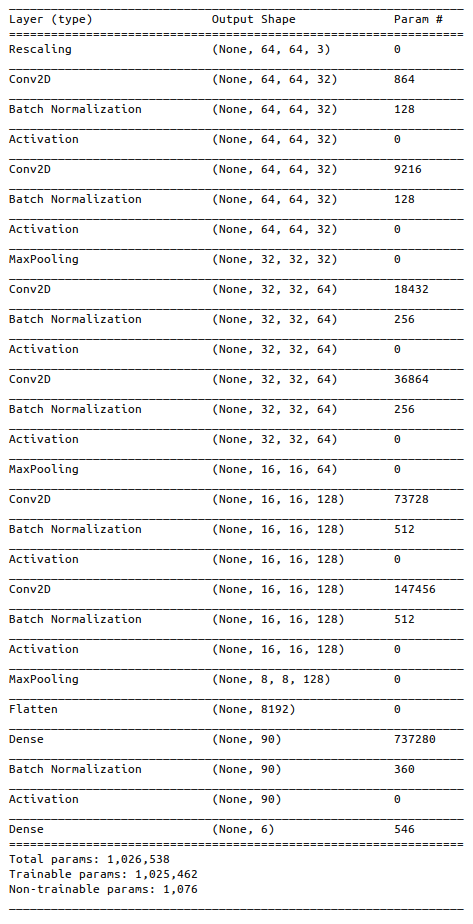 Layer (type) Output Shape Param #
Rescaling (None, 64, 64, 3) 0
Conv2D (None, 64, 64, 32) 864
Batch Normalization (None, 64, 64, 32) 128
Activation (None, 64, 64, 32) 0
Conv2D (None, 64, 64, 32) 9216
Batch Normalization (None, 64, 64, 32) 128
Activation (None, 64, 64, 32) 0
MaxPooling (None, 32, 32, 32) 0
Conv2D (None, 32, 32, 64) 18432
Batch Normalization (None, 32, 32, 64) 256
Activation (None, 32, 32, 64) 0
Conv2D (None, 32, 32, 64) 36864
Batch Normalization (None, 32, 32, 64) 256
Activation (None, 32, 32, 64) 0
MaxPooling (None, 16, 16, 64) 0
Conv2D (None, 16, 16, 128) 73728
Batch Normalization (None, 16, 16, 128) 512
Activation (None, 16, 16, 128) 0
Conv2D (None, 16, 16, 128) 147456
Batch Normalization (None, 16, 16, 128) 512
Activation (None, 16, 16, 128) 0
MaxPooling (None, 8, 8, 128) 0
Flatten (None, 8192) 0
Dense (None, 90) 737280
Batch Normalization (None, 90) 360
Activation (None, 90) 0
Dense (None, 6) 546
Total params: 1,026,538
Trainable params: 1,025,462
Non-trainable params: 1,076